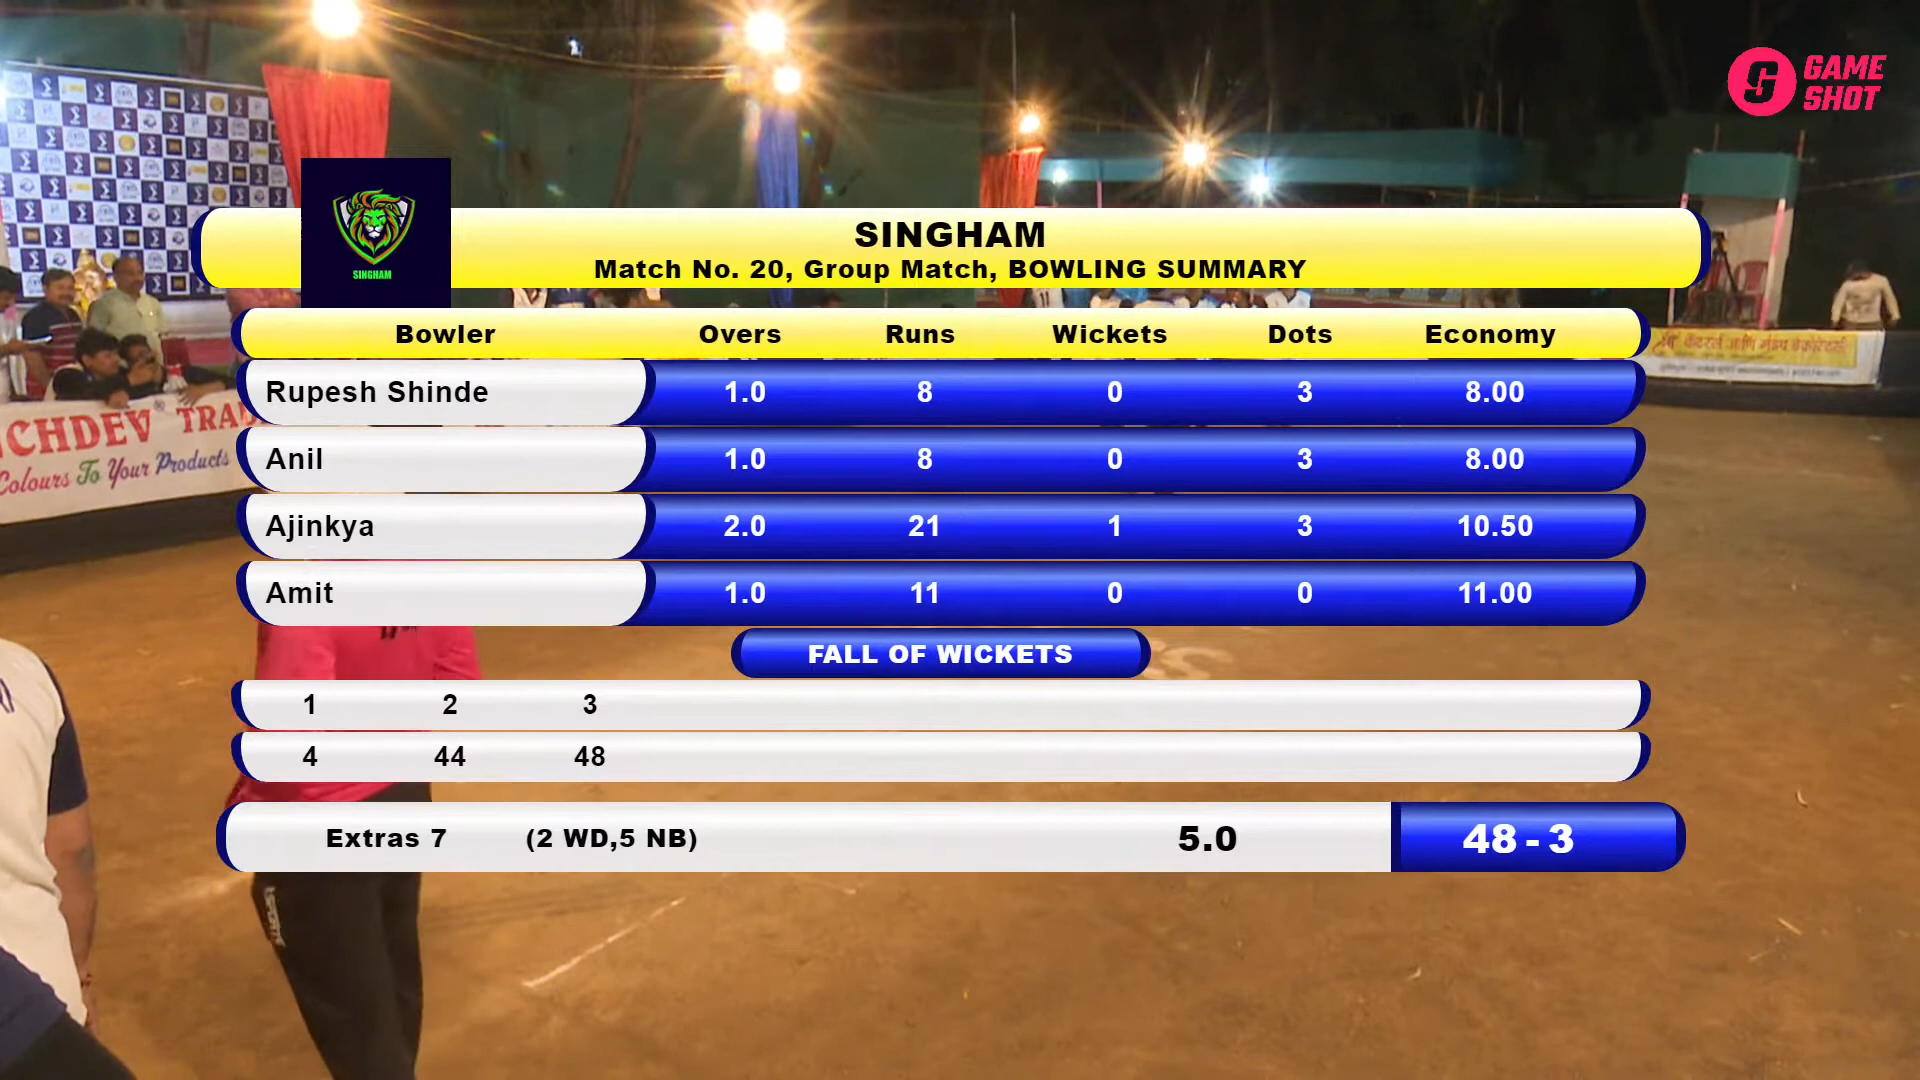 GAME
SHOT
SINGHAM
SINGHAM
Match No. 20, Group Match, BOWLING SUMMARY
Bowler Overs Runs Wickets Dots Economy
Rupesh Shinde 1.0 8 0 3 8.00
Anil 1.0 8 0 3 8.00
Ajinkya 2.0 21 1 3 10.50
Amit 1.0 11 0 0 11.00
CHDEV® TRA
Colours To Your Products
FALL OF WICKETS
1 2 3
4 44 48
Extras 7 (2 WD,5 NB) 5.0 48 - 3